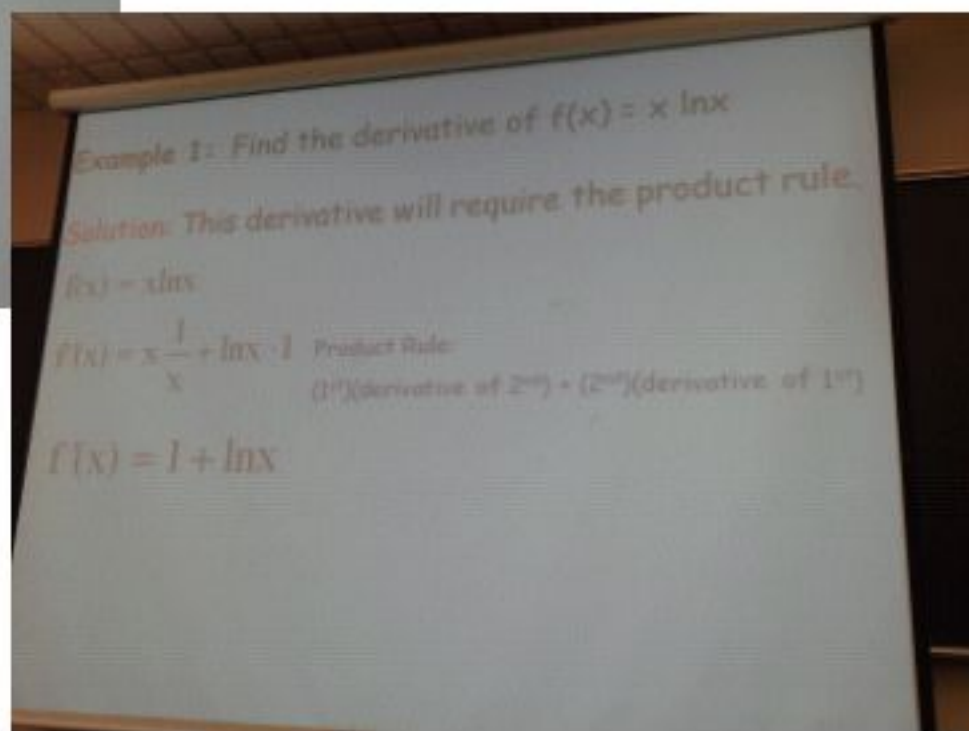 Example 1: Find the derivative of f(x) = x lnx
Solution: This derivative will require the product rule.
f(x) = xlnx
f'(x) = x 1/x + lnx · 1 Product Rule:
(1st)(derivative of 2nd) + (2nd)(derivative of 1st)
f'(x) = 1 + lnx